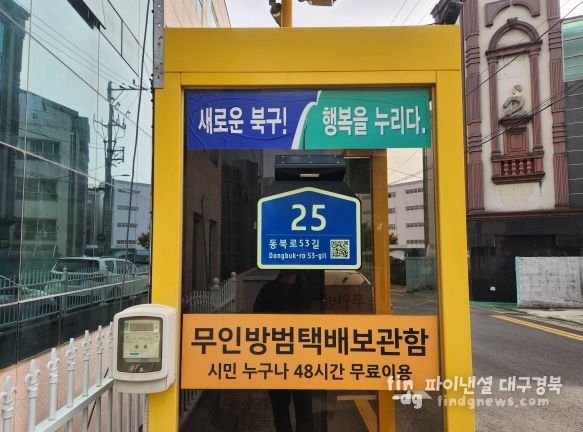 새로운 북구! 행복을 누리다.
25
동북로53길
Dongbuk-ro 53-gil
무인방범택배보관함
시민 누구나 48시간 무료이용
fin dg 파이낸셜 대구경북
findgnews.com